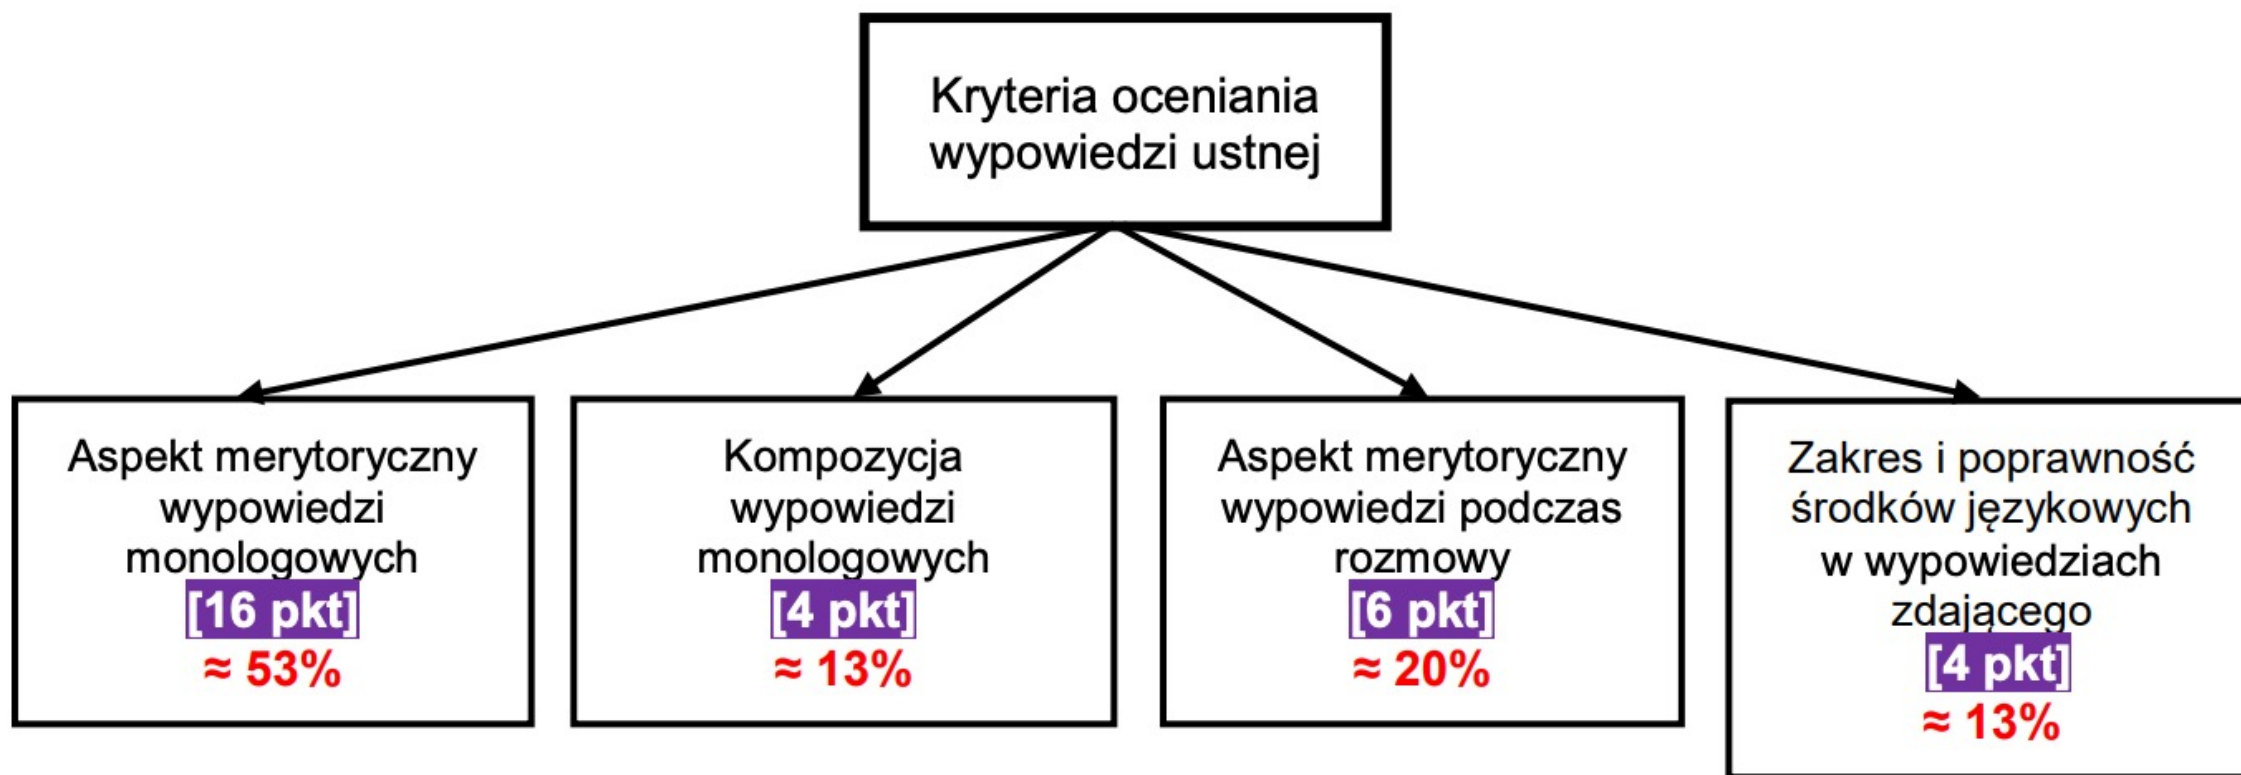 Kryteria oceniania
wypowiedzi ustnej
Aspekt merytoryczny
wypowiedzi
monologowych
[16 pkt]
≈ 53%
Kompozycja
wypowiedzi
monologowych
[4 pkt]
≈ 13%
Aspekt merytoryczny
wypowiedzi podczas
rozmowy
[6 pkt]
≈ 20%
Zakres i poprawność
środków językowych
w wypowiedziach
zdającego
[4 pkt]
≈ 13%